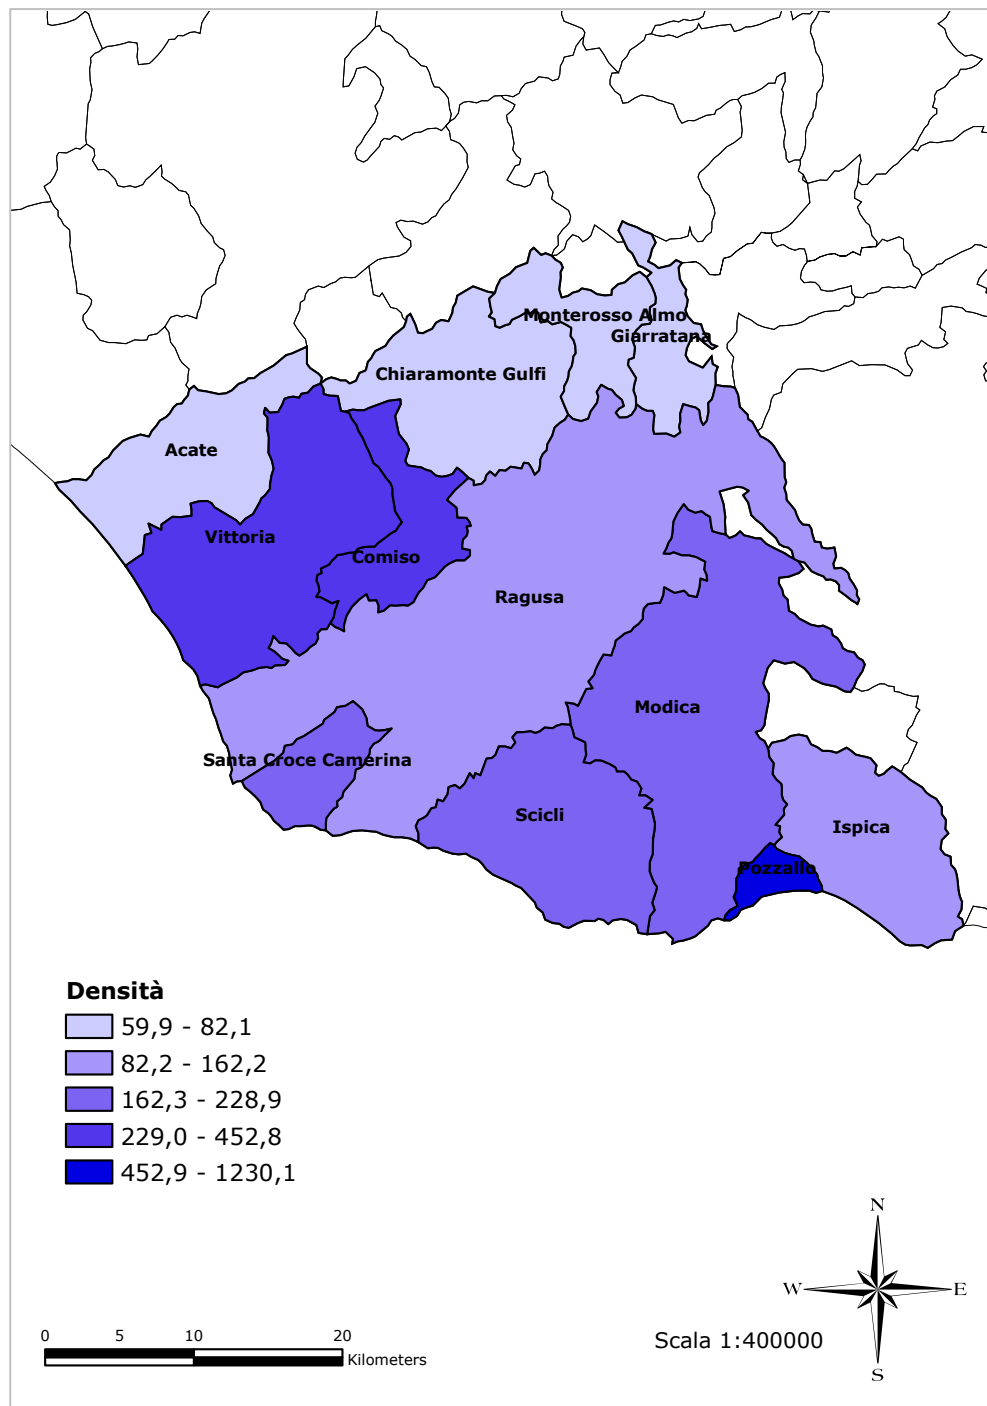 Monterosso Almo
Giarratana
Chiaramonte Gulfi
Acate
Vittoria
Comiso
Ragusa
Modica
Santa Croce Camerina
Scicli
Ispica
Pozzallo
Densità
59,9 - 82,1
82,2 - 162,2
162,3 - 228,9
229,0 - 452,8
452,9 - 1230,1
N
W E
S
0 5 10 20
Kilometers
Scala 1:400000